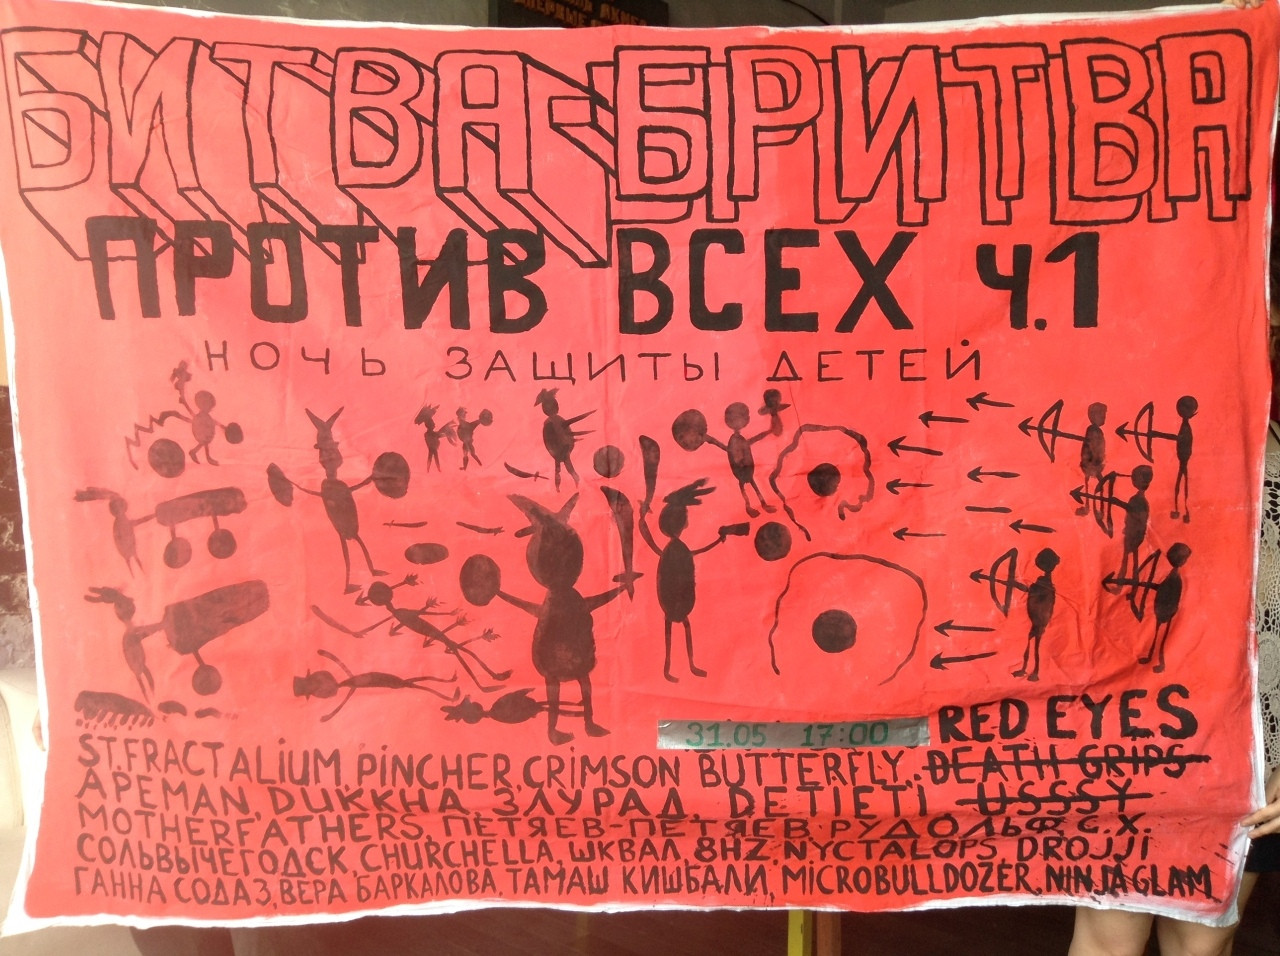 БИТВА-БРИТВА
ПРОТИВ ВСЕХ Ч.1
НОЧЬ ЗАЩИТЫ ДЕТЕЙ
31.05 17:00
RED EYES
ST.FRACTALIUM, PINCHER, CRIMSON BUTTERFLY, DEATH GRIPS
APEMAN, DUKKHA, ЗЛУРАД, DETIETI, USSSY
MOTHERFATHERS, ПЕТЯЕВ-ПЕТЯЕВ, РУДОЛЬФ С.Х.
СОЛЬВЫЧЕГОДСК, CHURCHELLA, ШКВАЛ, 8HZ, NYCTALOPS, DROJJI
ГАННА СОДАЗ, ВЕРА БАРКАЛОВА, ТАМАШ КИШБАЛИ, MICROBULLDOZER, NINJAGLAM